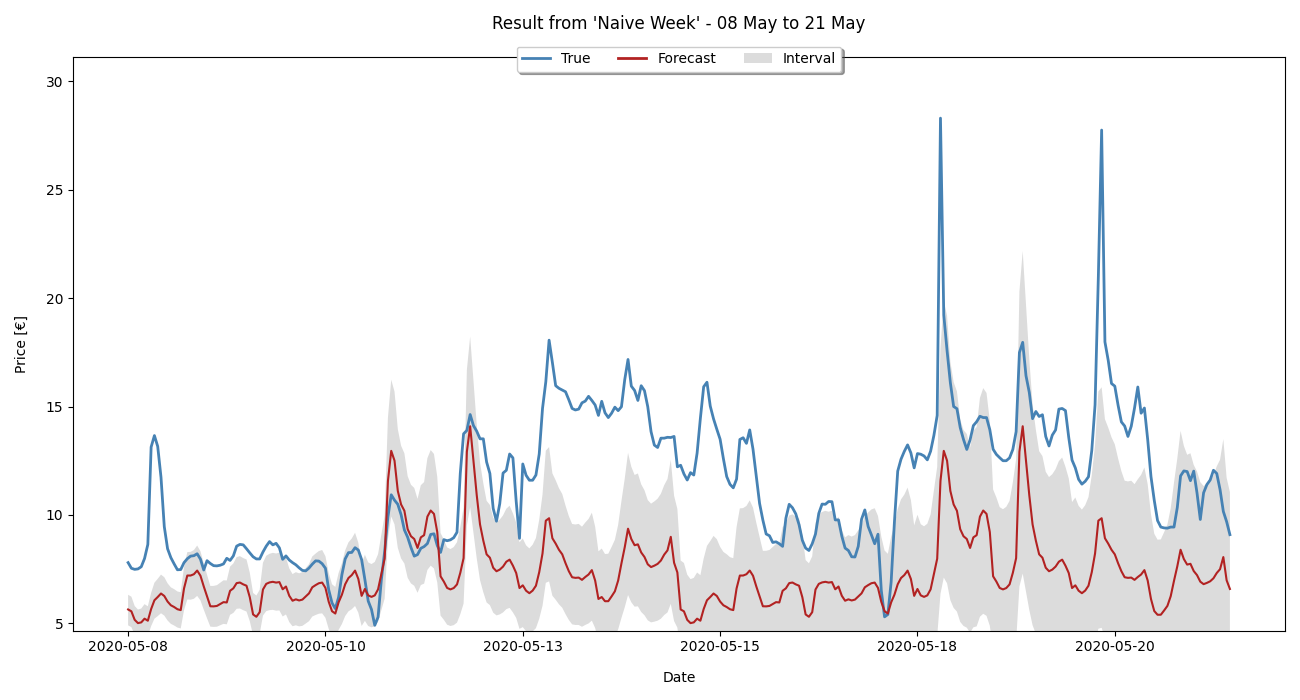 Result from 'Naive Week' - 08 May to 21 May
True Forecast Interval
30
25
20
15
10
5
Price [€]
2020-05-08 2020-05-10 2020-05-13 2020-05-15 2020-05-18 2020-05-20
Date